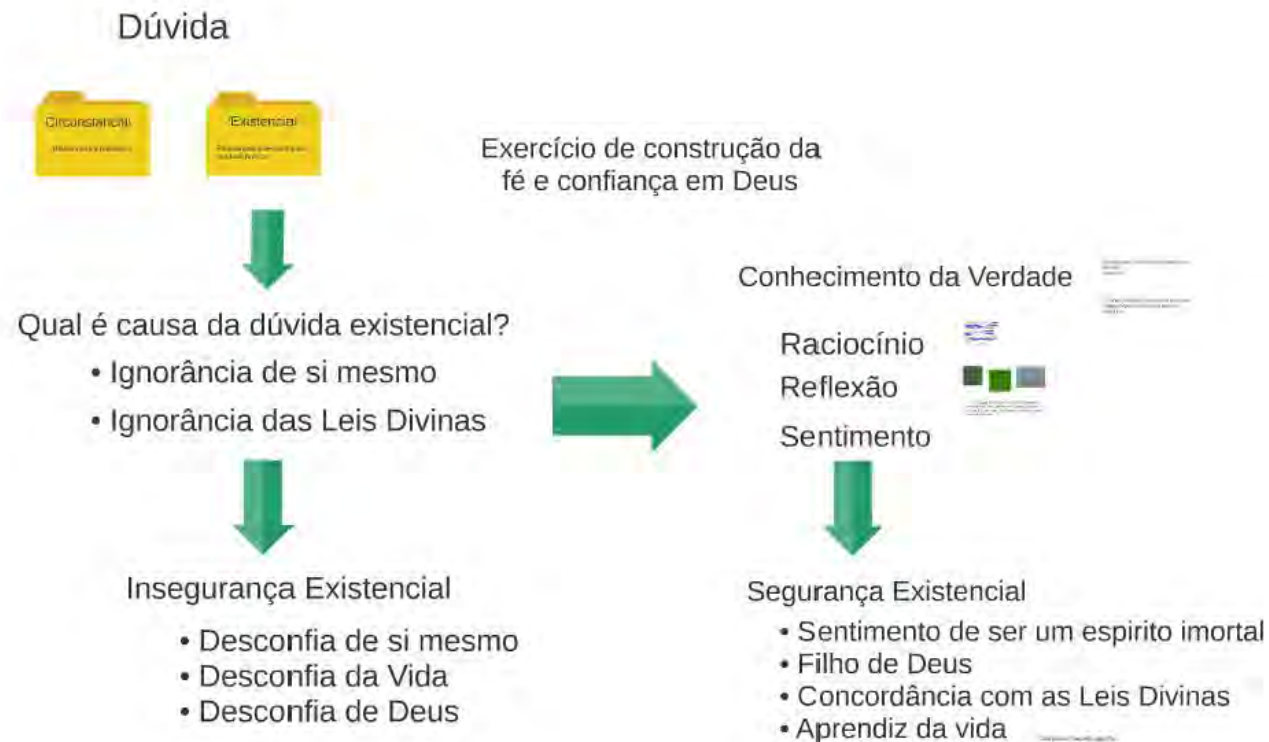 Dúvida
Circunstancial
Existencial
Exercício de construção da
fé e confiança em Deus
Qual é causa da dúvida existencial?
• Ignorância de si mesmo
• Ignorância das Leis Divinas
Conhecimento da Verdade
Raciocínio
Reflexão
Sentimento
Insegurança Existencial
• Desconfia de si mesmo
• Desconfia da Vida
• Desconfia de Deus
Segurança Existencial
• Sentimento de ser um espirito imortal
• Filho de Deus
• Concordância com as Leis Divinas
• Aprendiz da vida